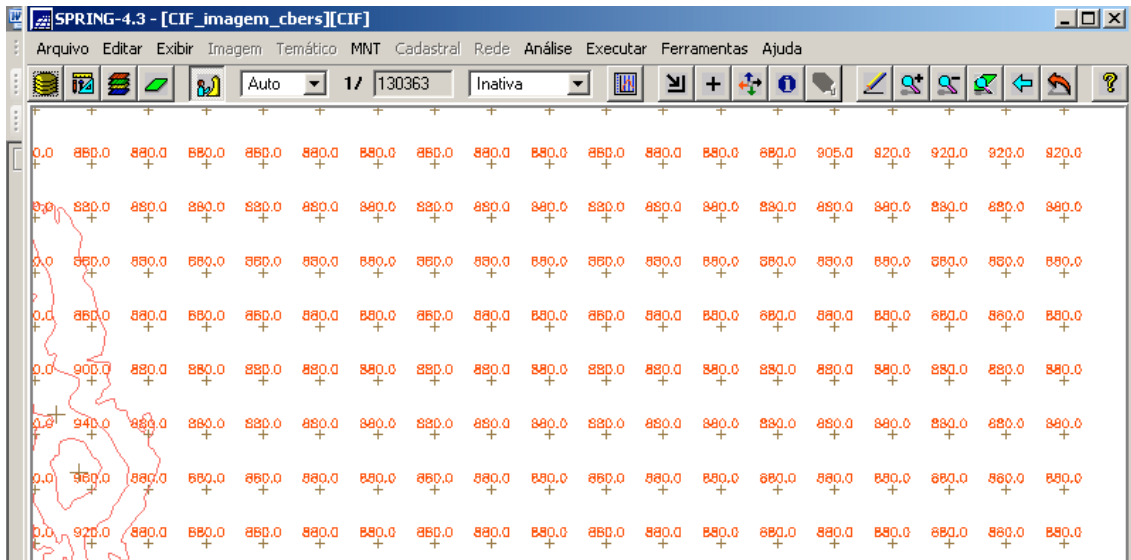 SPRING-4.3 - [CIF_imagem_cbers][CIF]
Arquivo Editar Exibir Imagem Temático MNT Cadastral Rede Análise Executar Ferramentas Ajuda
Auto 1/ 130363 Inativa
880.0 880.0 880.0 880.0 880.0 880.0 880.0 880.0 880.0 880.0 880.0 880.0 880.0 905.0 920.0 920.0 920.0 920.0
880.0 880.0 880.0 880.0 880.0 880.0 880.0 880.0 880.0 880.0 880.0 880.0 880.0 880.0 880.0 880.0 880.0 880.0
880.0 880.0 880.0 880.0 880.0 880.0 880.0 880.0 880.0 880.0 880.0 880.0 880.0 880.0 880.0 880.0 880.0 880.0
880.0 880.0 880.0 880.0 880.0 880.0 880.0 880.0 880.0 880.0 880.0 880.0 880.0 880.0 880.0 880.0 880.0 880.0
900.0 880.0 880.0 880.0 880.0 880.0 880.0 880.0 880.0 880.0 880.0 880.0 880.0 880.0 880.0 880.0 880.0 880.0
940.0 880.0 880.0 880.0 880.0 880.0 880.0 880.0 880.0 880.0 880.0 880.0 880.0 880.0 880.0 880.0 880.0 880.0
960.0 880.0 880.0 880.0 880.0 880.0 880.0 880.0 880.0 880.0 880.0 880.0 880.0 880.0 880.0 880.0 880.0 880.0
920.0 880.0 880.0 880.0 880.0 880.0 880.0 880.0 880.0 880.0 880.0 880.0 880.0 880.0 880.0 880.0 880.0 880.0